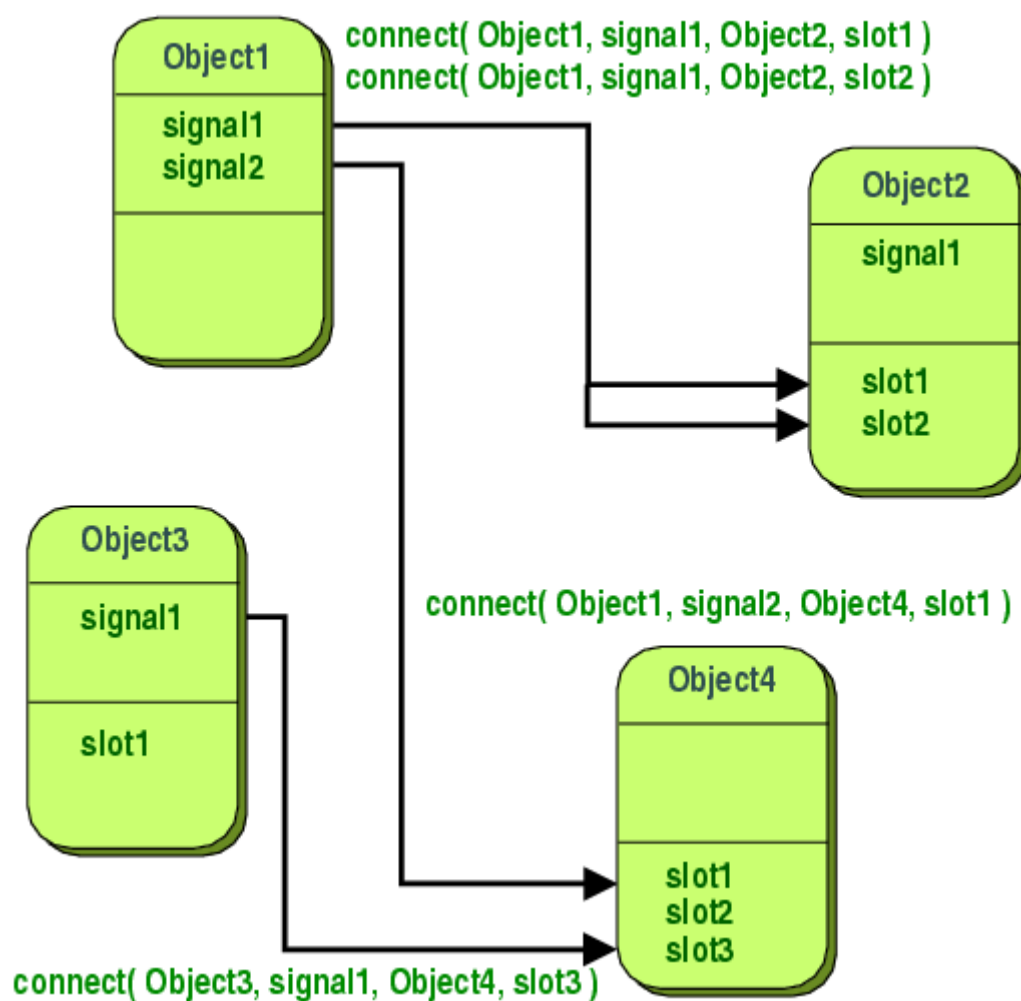 Object1
signal1
signal2
connect( Object1, signal1, Object2, slot1 )
connect( Object1, signal1, Object2, slot2 )
Object2
signal1
slot1
slot2
Object3
signal1
slot1
connect( Object1, signal2, Object4, slot1 )
Object4
slot1
slot2
slot3
connect( Object3, signal1, Object4, slot3 )